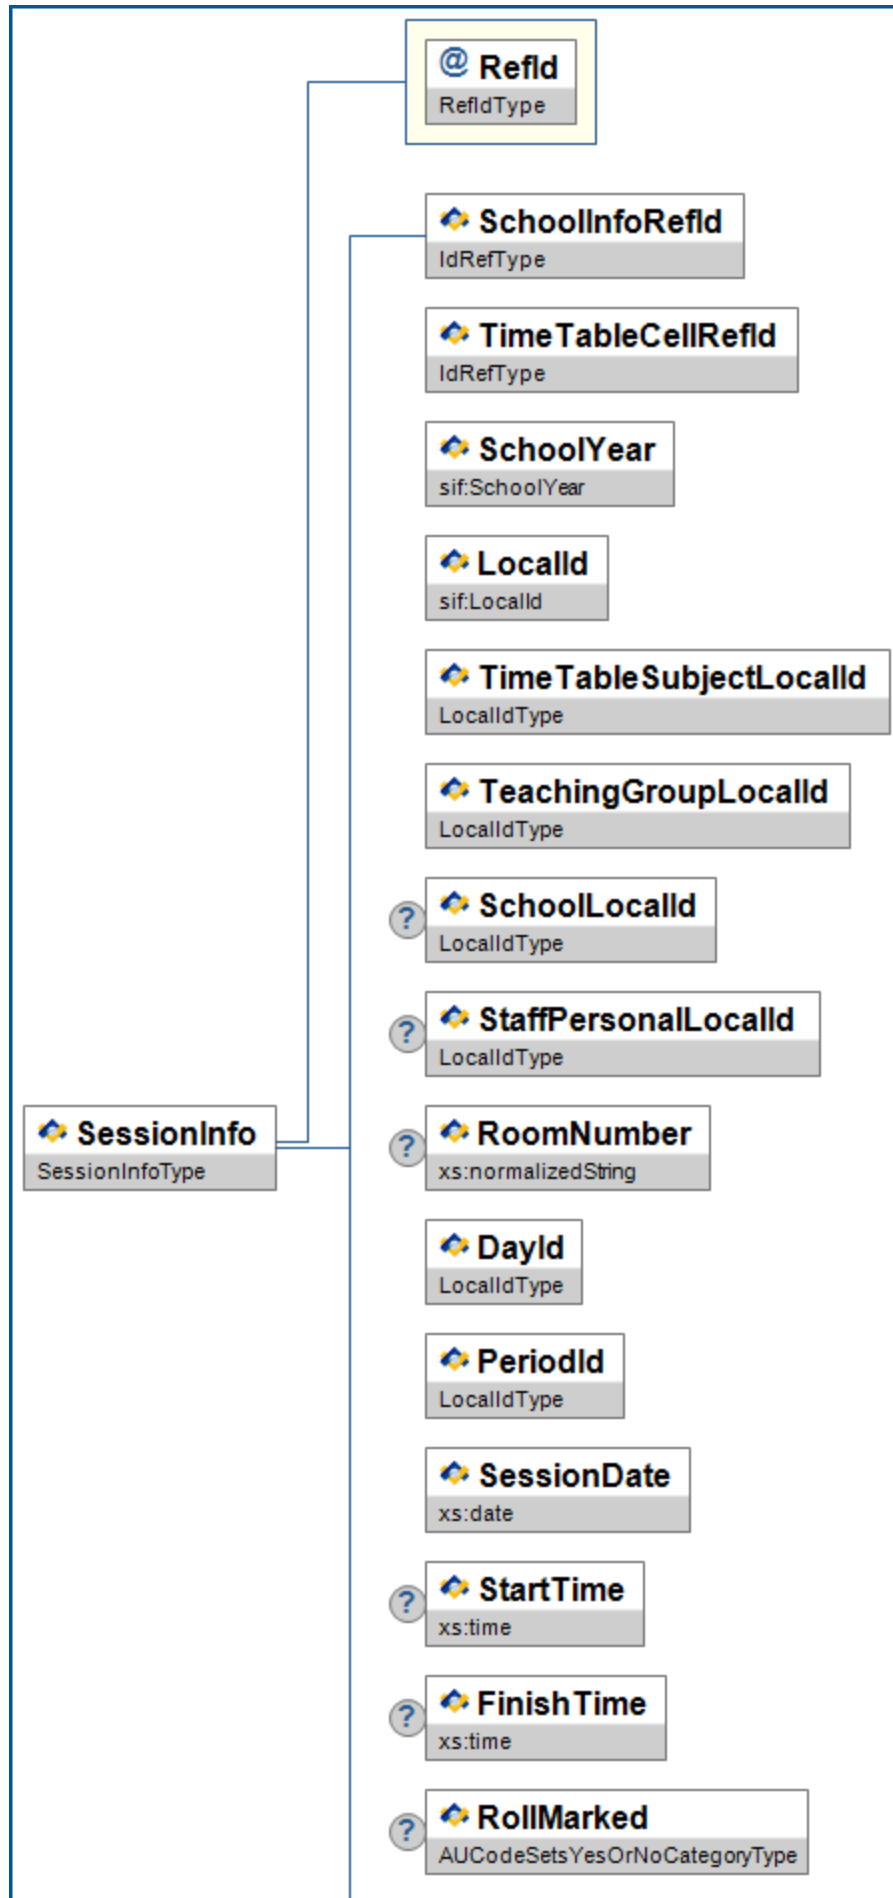 @ RefId
RefIdType
SchoolInfoRefId
IdRefType
TimeTableCellRefId
IdRefType
SchoolYear
sif:SchoolYear
LocalId
sif:LocalId
TimeTableSubjectLocalId
LocalIdType
TeachingGroupLocalId
LocalIdType
? SchoolLocalId
LocalIdType
? StaffPersonalLocalId
LocalIdType
SessionInfo
SessionInfoType
? RoomNumber
xs:normalizedString
DayId
LocalIdType
PeriodId
LocalIdType
SessionDate
xs:date
? StartTime
xs:time
? FinishTime
xs:time
? RollMarked
AUCodeSetsYesOrNoCategoryType